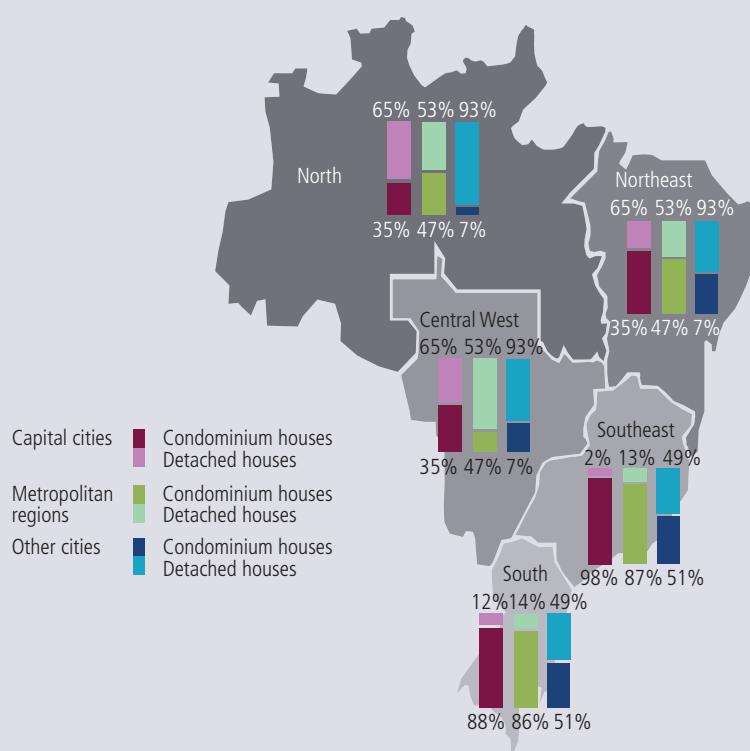 65% 53% 93%
North
35% 47% 7%
Northeast
65% 53% 93%
35% 47% 7%
Central West
65% 53% 93%
35% 47% 7%
Southeast
2% 13% 49%
98% 87% 51%
South
12% 14% 49%
88% 86% 51%
Capital cities Condominium houses
Detached houses
Metropolitan Condominium houses
regions Detached houses
Other cities Condominium houses
Detached houses